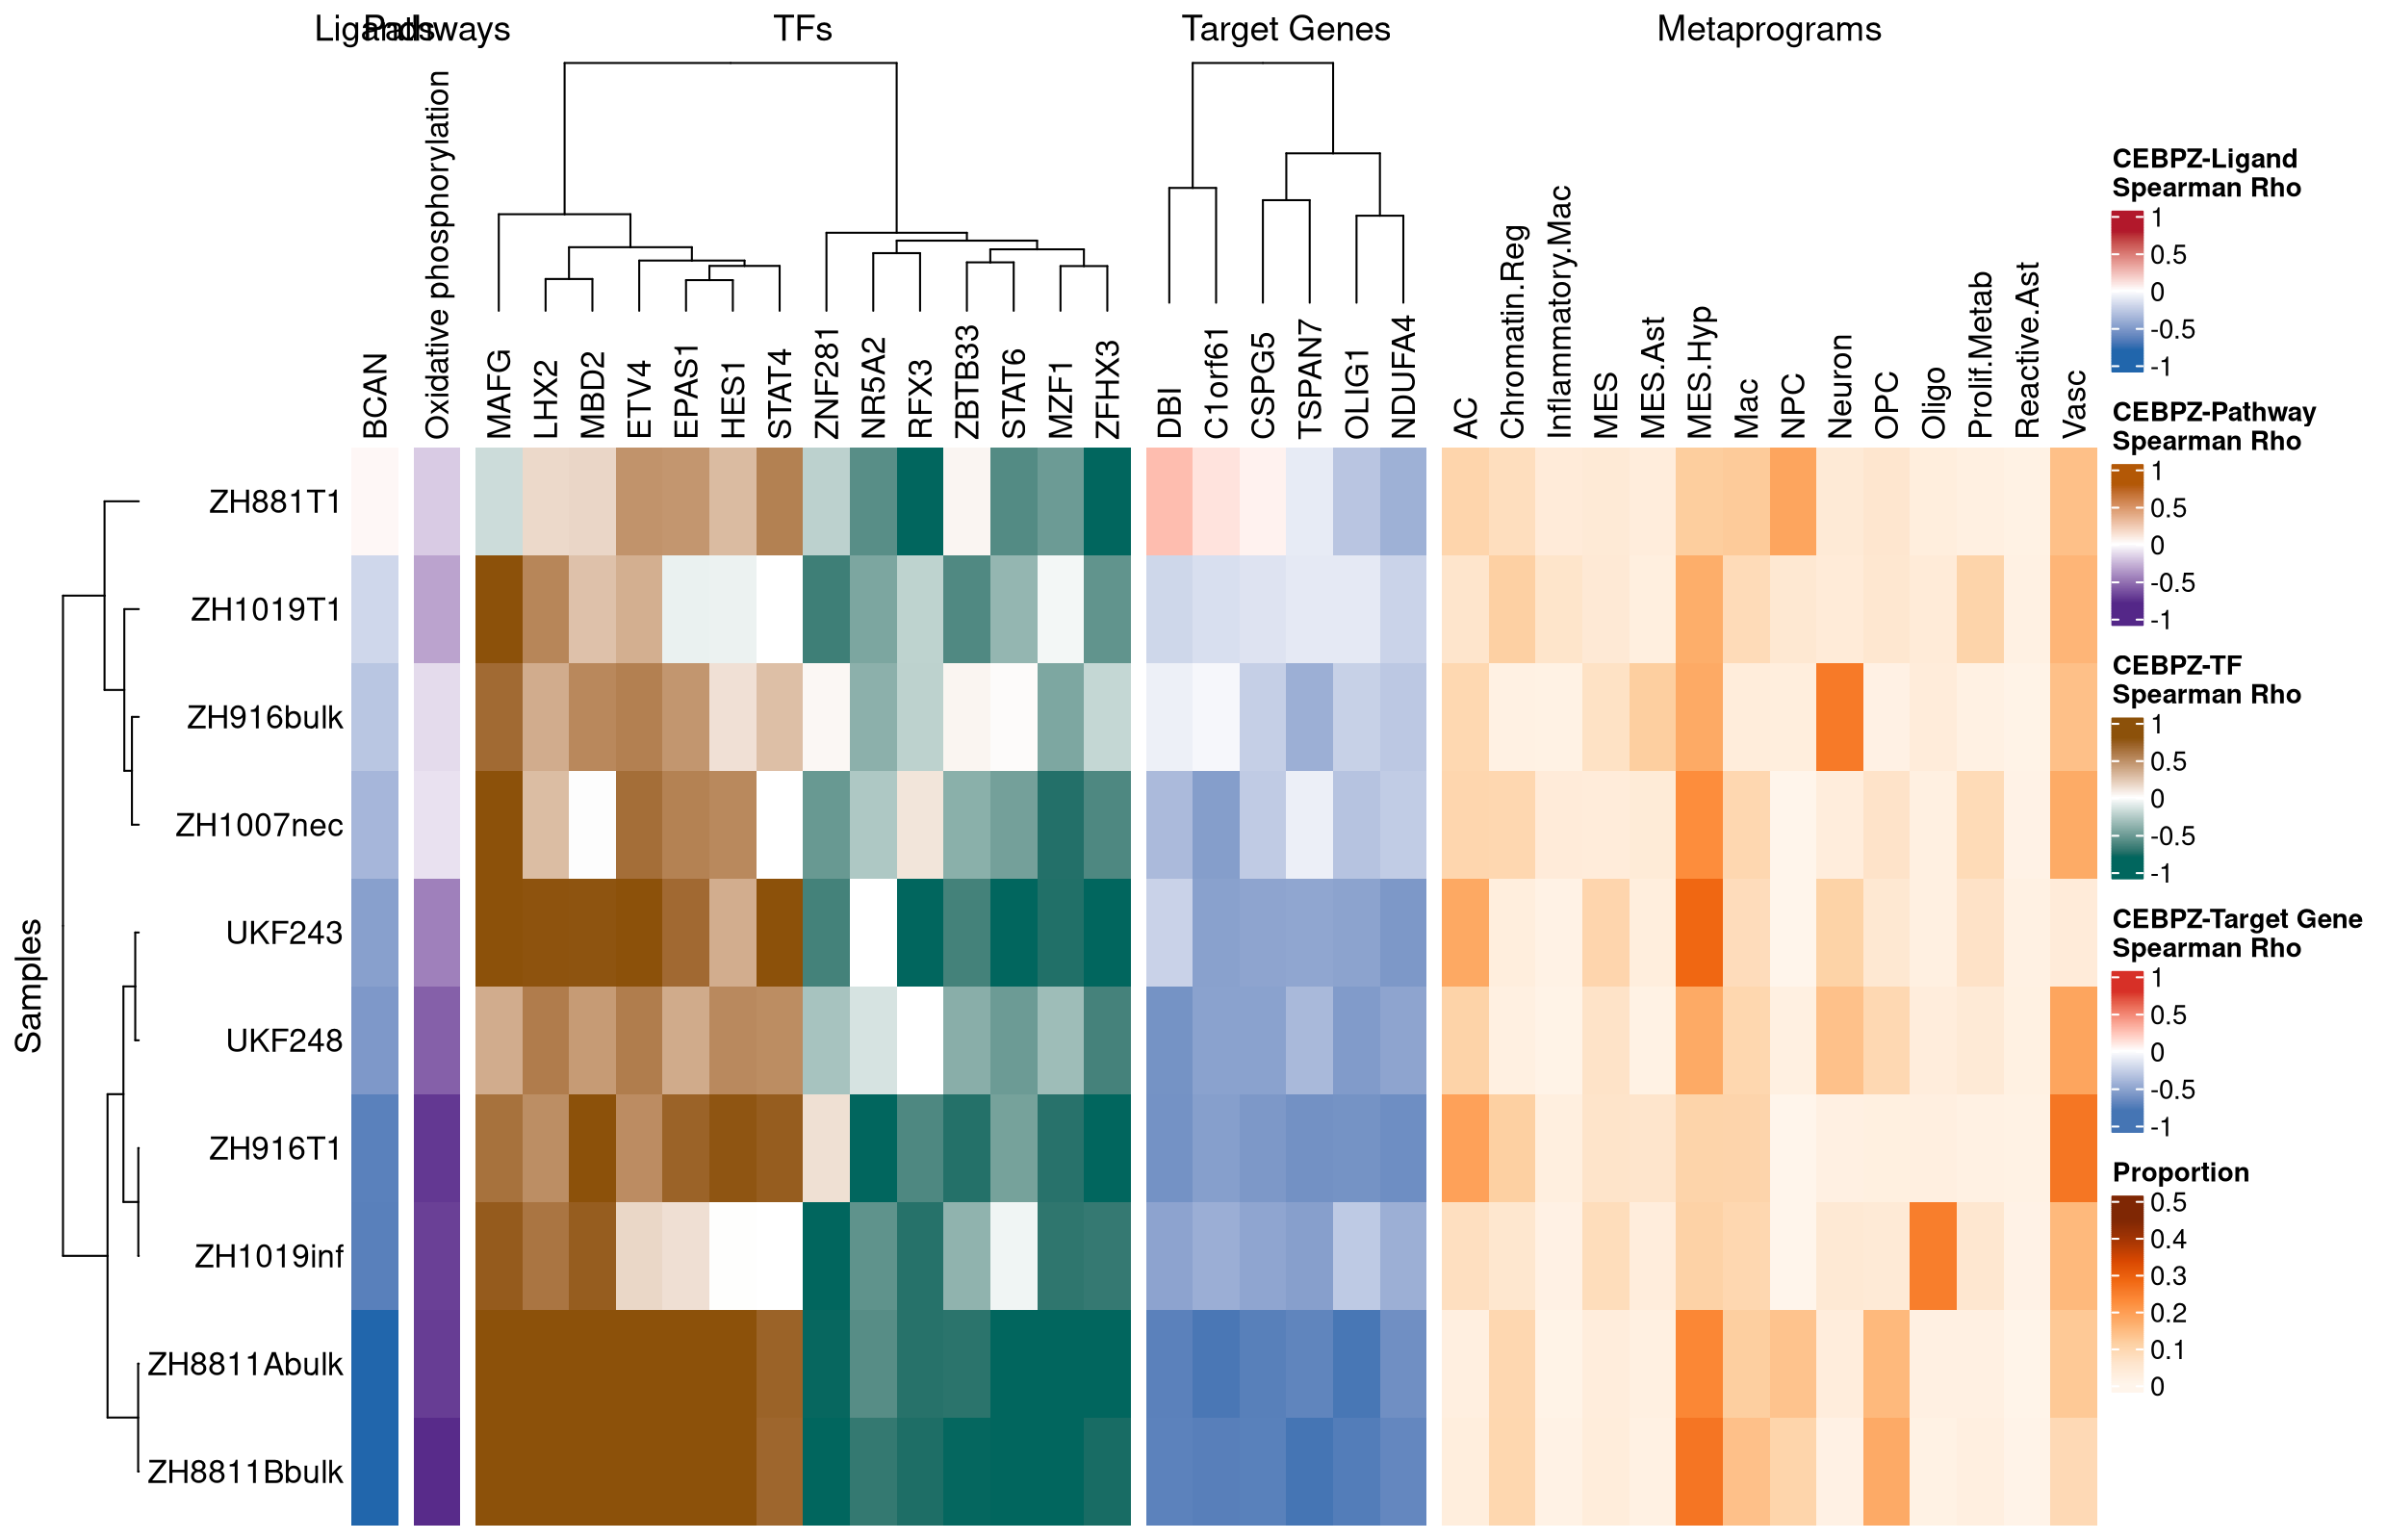 Ligands
Pathways
TFs
Target Genes
Metaprograms
BCAN
Oxidative phosphorylation
MAFG
LHX2
MBD2
ETV4
EPAS1
HES1
STAT4
ZNF281
NR5A2
RFX3
ZBTB33
STAT6
MZF1
ZFHX3
DBI
C1orf61
CSPG5
TSPAN7
OLIG1
NDUFA4
AC
Chromatin.Reg
Inflammatory.Mac
MES
MES.Ast
MES.Hyp
Mac
NPC
Neuron
OPC
Oligo
Prolif.Metab
Reactive.Ast
Vasc
Samples
ZH881T1
ZH1019T1
ZH916bulk
ZH1007nec
UKF243
UKF248
ZH916T1
ZH1019inf
ZH8811Abulk
ZH8811Bbulk
CEBPZ-Ligand
Spearman Rho
1
0.5
0
-0.5
-1
CEBPZ-Pathway
Spearman Rho
1
0.5
0
-0.5
-1
CEBPZ-TF
Spearman Rho
1
0.5
0
-0.5
-1
CEBPZ-Target Gene
Spearman Rho
1
0.5
0
-0.5
-1
Proportion
0.5
0.4
0.3
0.2
0.1
0